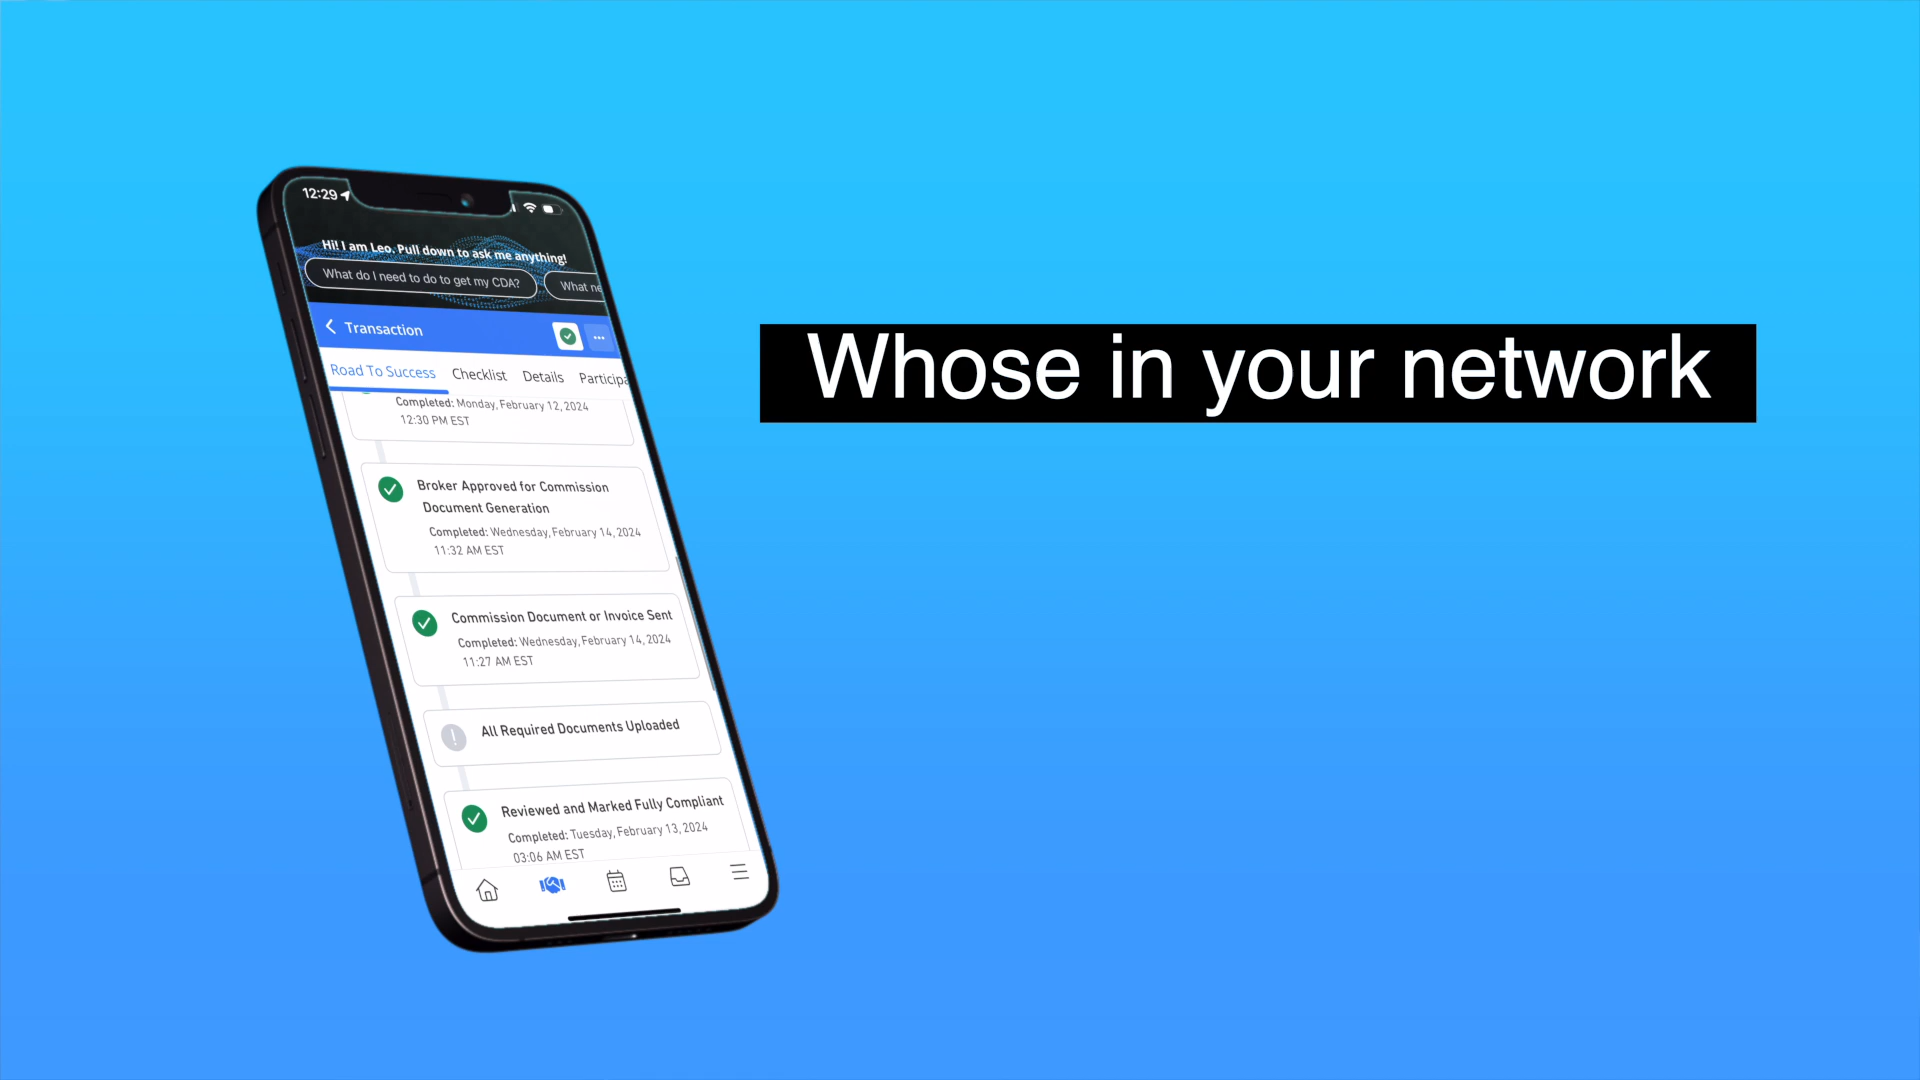 12:29
Hi! I am Leo. Pull down to ask me anything!
What do I need to do to get my CDA?
What ne
Transaction
Road To Success Checklist Details Participa
Completed: Monday, February 12, 2024
12:30 PM EST
Broker Approved for Commission
Document Generation
Completed: Wednesday, February 14, 2024
11:32 AM EST
Commission Document or Invoice Sent
Completed: Wednesday, February 14, 2024
11:27 AM EST
All Required Documents Uploaded
Reviewed and Marked Fully Compliant
Completed: Tuesday, February 13, 2024
03:06 AM EST
Whose in your network